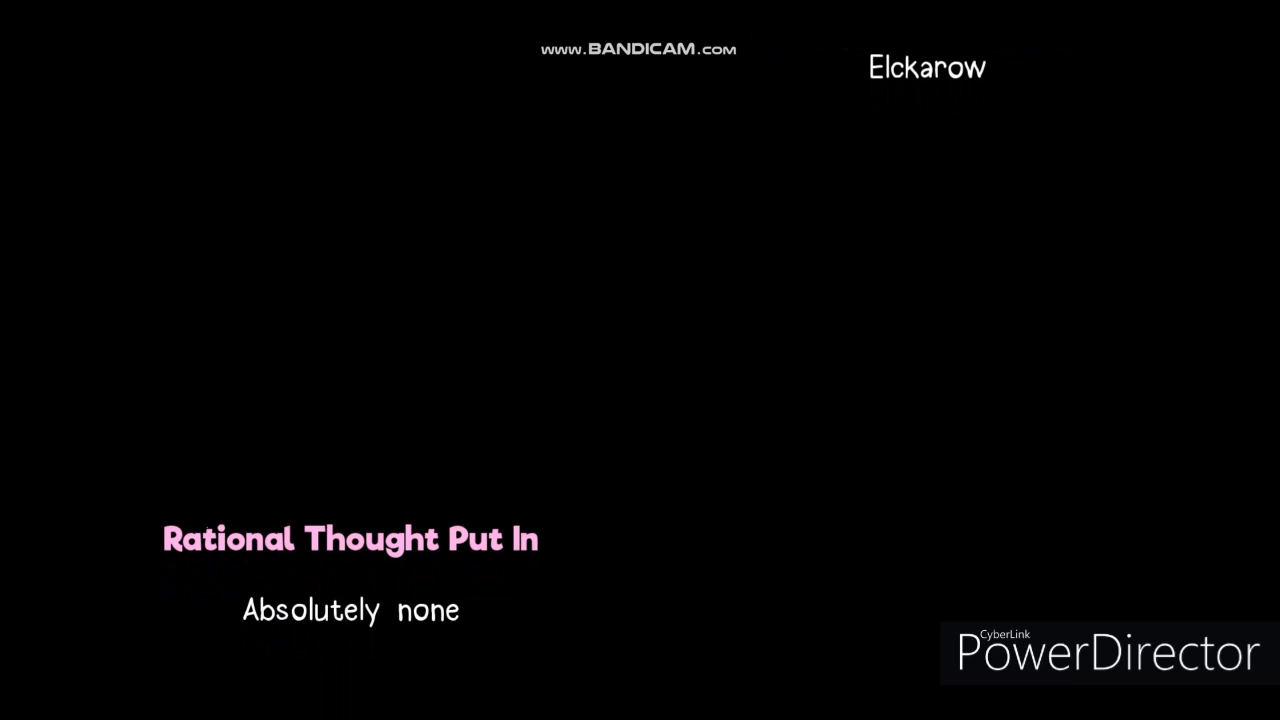 www.BANDICAM.com
Elckarow
Rational Thought Put In
Absolutely none
CyberLink
PowerDirector